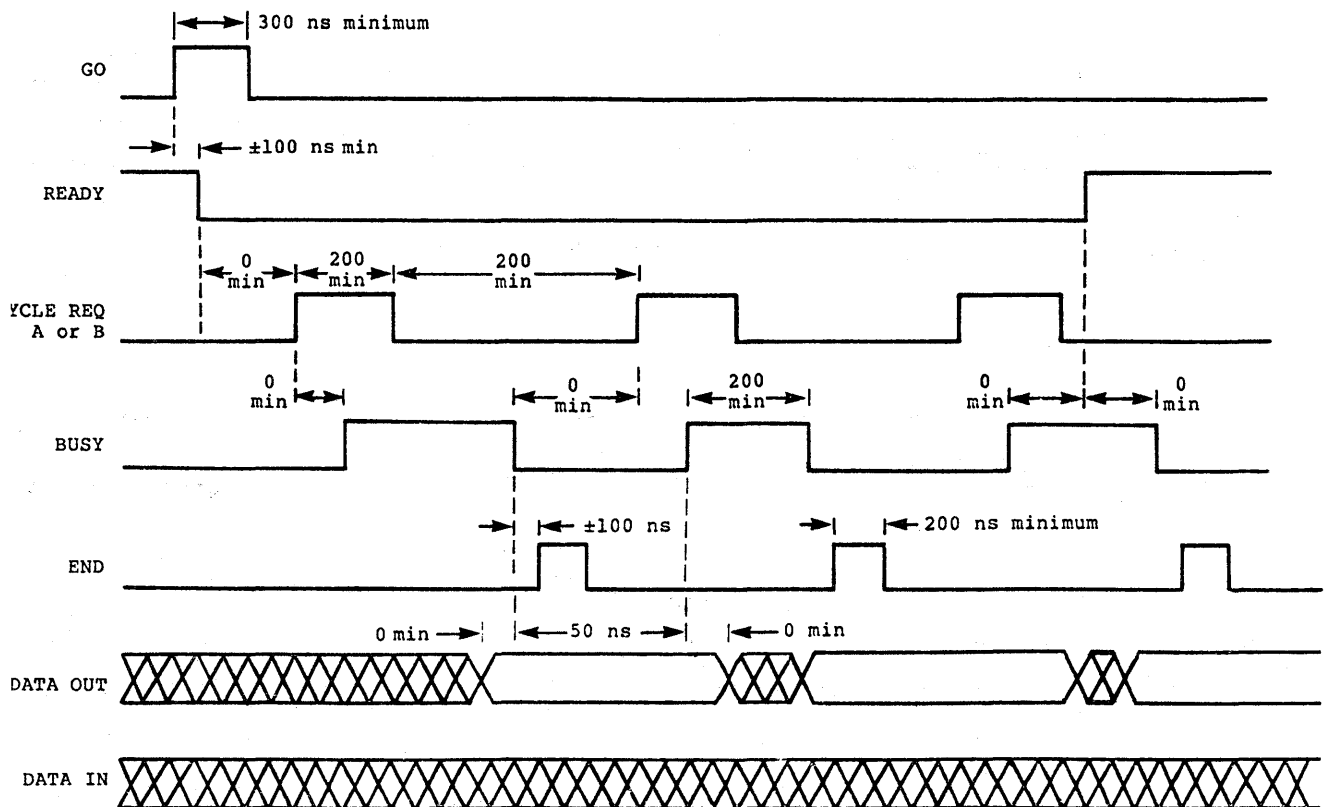 300 ns minimum
GO
±100 ns min
READY
0 min
200 min
200 min
YCLE REQ
A or B
0 min
0 min
200 min
0 min
0 min
BUSY
±100 ns
200 ns minimum
END
0 min
50 ns
0 min
DATA OUT
DATA IN